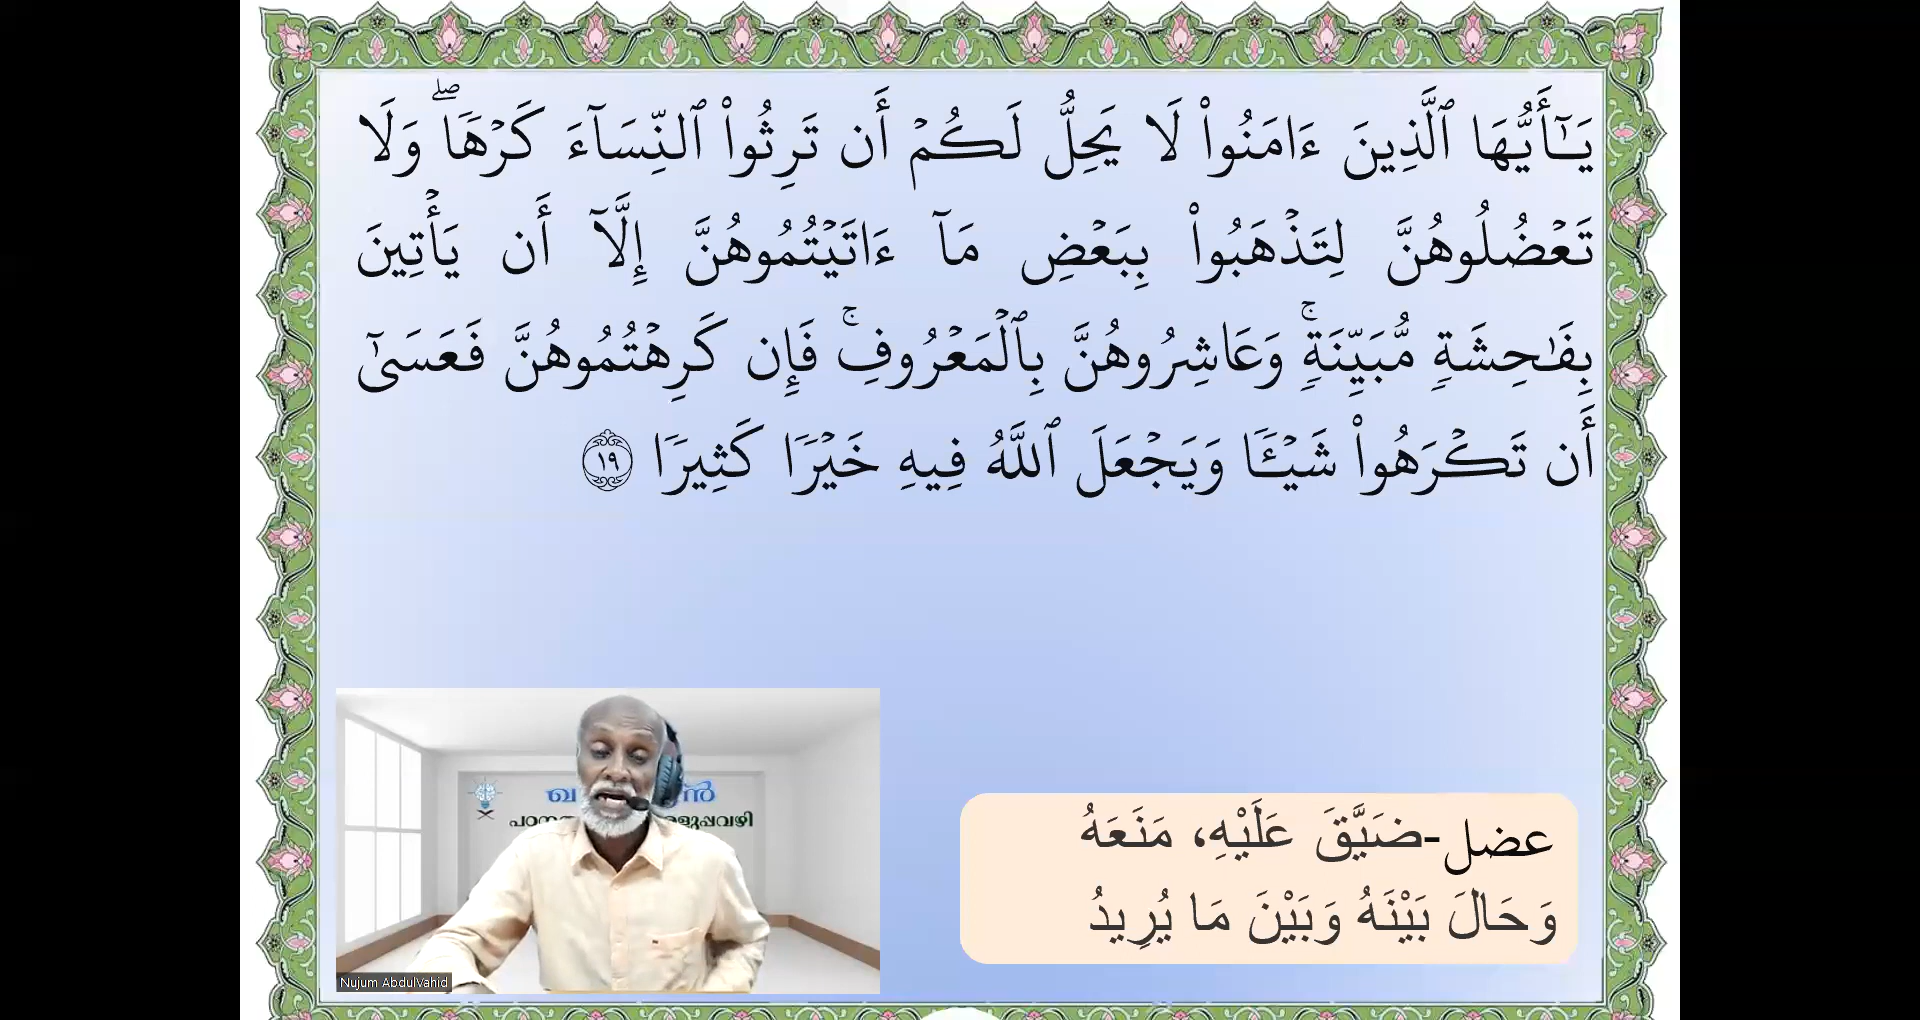 يَـٰٓأَيُّهَا ٱلَّذِينَ ءَامَنُوا۟ لَا يَحِلُّ لَكُمْ أَن تَرِثُوا۟ ٱلنِّسَآءَ كَرْهًۭا ۖ وَلَا
تَعْضُلُوهُنَّ لِتَذْهَبُوا۟ بِبَعْضِ مَآ ءَاتَيْتُمُوهُنَّ إِلَّآ أَن يَأْتِينَ
بِفَـٰحِشَةٍۢ مُّبَيِّنَةٍۢ ۚ وَعَاشِرُوهُنَّ بِٱلْمَعْرُوفِ ۚ فَإِن كَرِهْتُمُوهُنَّ فَعَسَىٰٓ
أَن تَكْرَهُوا۟ شَيْـًۭٔا وَيَجْعَلَ ٱللَّهُ فِيهِ خَيْرًۭا كَثِيرًۭا ١٩
عضل-ضَيَّقَ عَلَيْهِ، مَنَعَهُ
وَحَالَ بَيْنَهُ وَبَيْنَ مَا يُرِيدُ
Nujum AbdulVahid